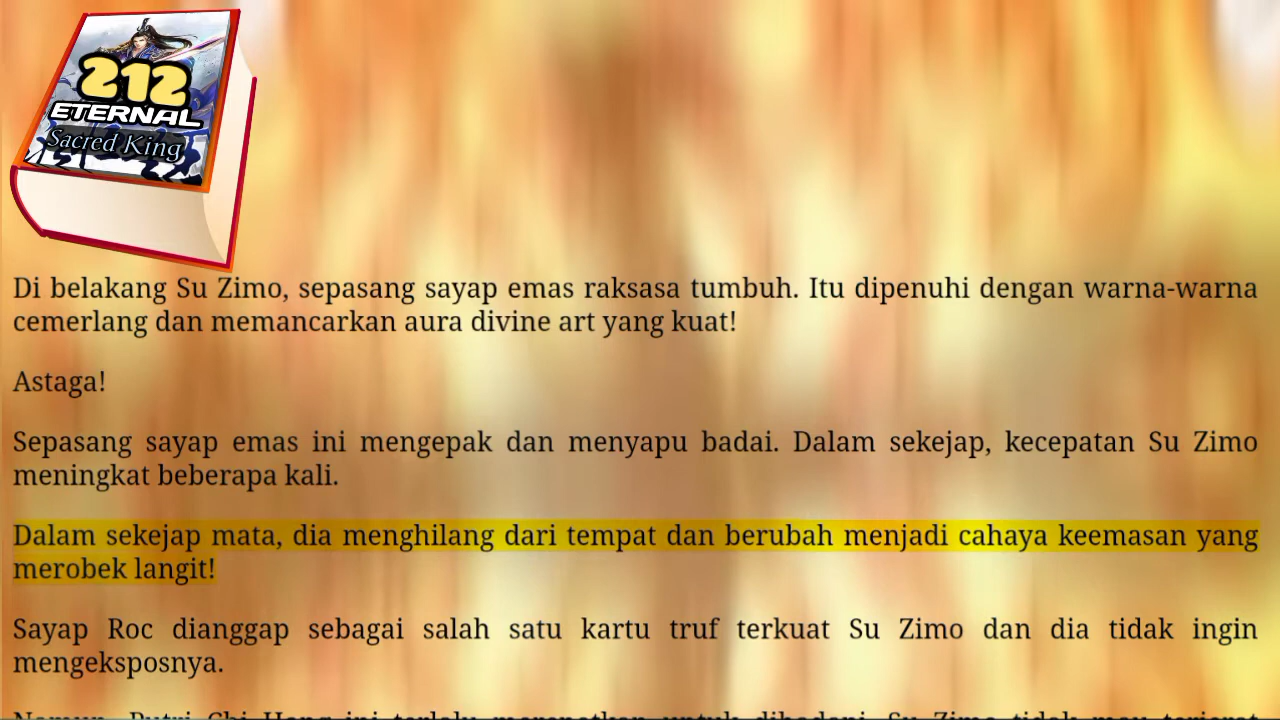 212
ETERNAL
Sacred King
Di belakang Su Zimo, sepasang sayap emas raksasa tumbuh. Itu dipenuhi dengan warna-warna
cemerlang dan memancarkan aura divine art yang kuat!
Astaga!
Sepasang sayap emas ini mengepak dan menyapu badai. Dalam sekejap, kecepatan Su Zimo
meningkat beberapa kali.
Dalam sekejap mata, dia menghilang dari tempat dan berubah menjadi cahaya keemasan yang
merobek langit!
Sayap Roc dianggap sebagai salah satu kartu truf terkuat Su Zimo dan dia tidak ingin
mengeksposnya.